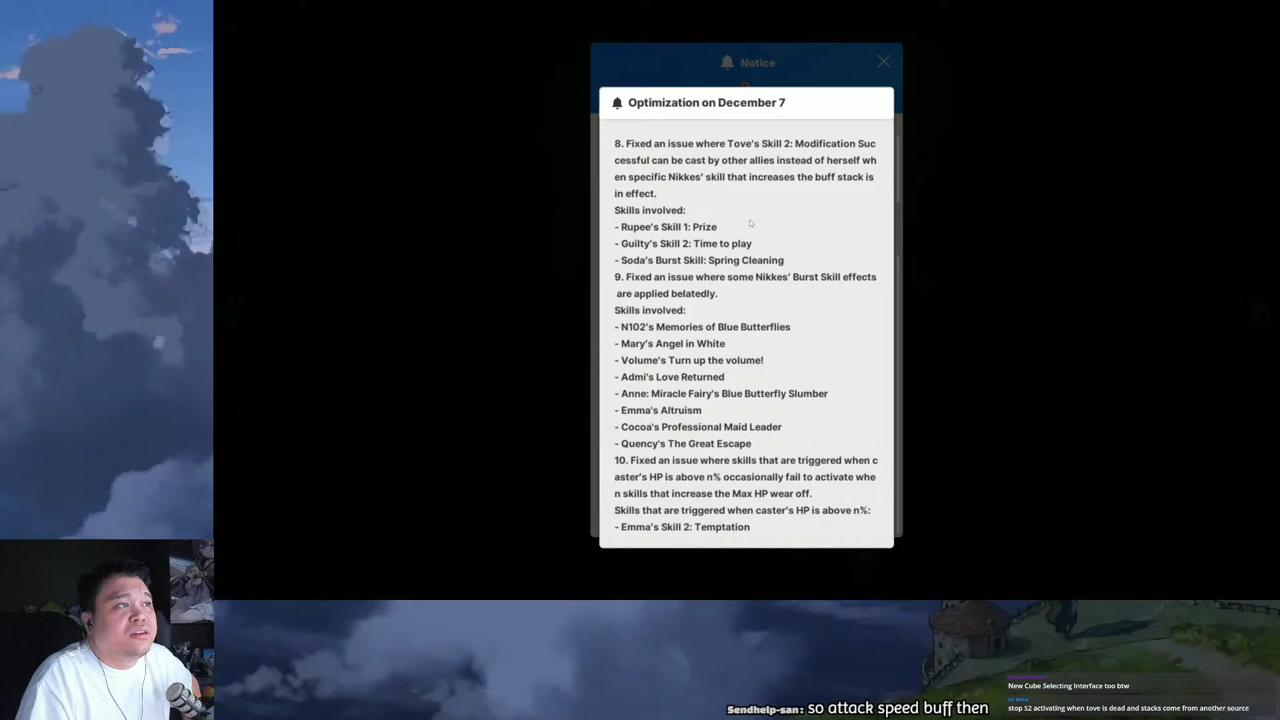 Notice
Optimization on December 7
8. Fixed an issue where Tove's Skill 2: Modification Suc
cessful can be cast by other allies instead of herself wh
en specific Nikkes' skill that increases the buff stack is
in effect.
Skills involved:
- Rupee's Skill 1: Prize
- Guilty's Skill 2: Time to play
- Soda's Burst Skill: Spring Cleaning
9. Fixed an issue where some Nikkes' Burst Skill effects
are applied belatedly.
Skills involved:
- N102's Memories of Blue Butterflies
- Mary's Angel in White
- Volume's Turn up the volume!
- Admi's Love Returned
- Anne: Miracle Fairy's Blue Butterfly Slumber
- Emma's Altruism
- Cocoa's Professional Maid Leader
- Quency's The Great Escape
10. Fixed an issue where skills that are triggered when c
aster's HP is above n% occasionally fail to activate whe
n skills that increase the Max HP wear off.
Skills that are triggered when caster's HP is above n%:
- Emma's Skill 2: Temptation
New Cube Selecting Interface too btw
stop S2 activating when tove is dead and stacks come from another source
Sendhelp-san: so attack speed buff then